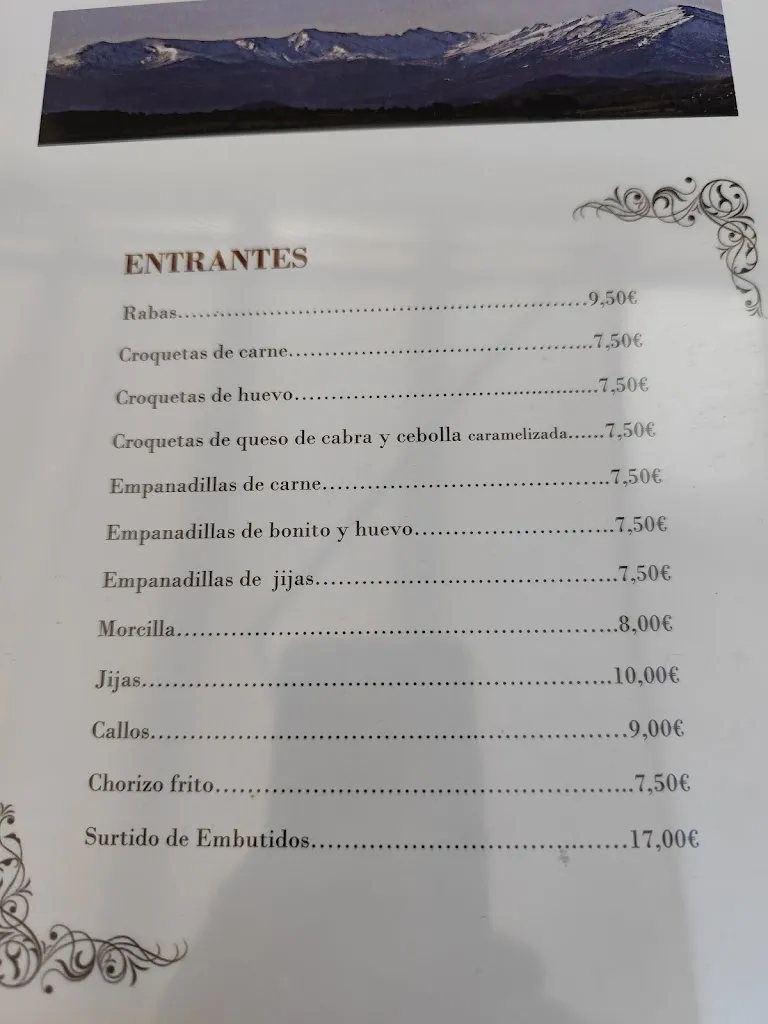 ENTRANTES
Rabas........................................................9,50€
Croquetas de carne..........................................7,50€
Croquetas de huevo..........................................7,50€
Croquetas de queso de cabra y cebolla caramelizada......7,50€
Empanadillas de carne........................................7,50€
Empanadillas de bonito y huevo.............................7,50€
Empanadillas de jijas..........................................7,50€
Morcilla..............................................................8,00€
Jijas..................................................................10,00€
Callos.................................................................9,00€
Chorizo frito.......................................................7,50€
Surtido de Embutidos...........................................17,00€